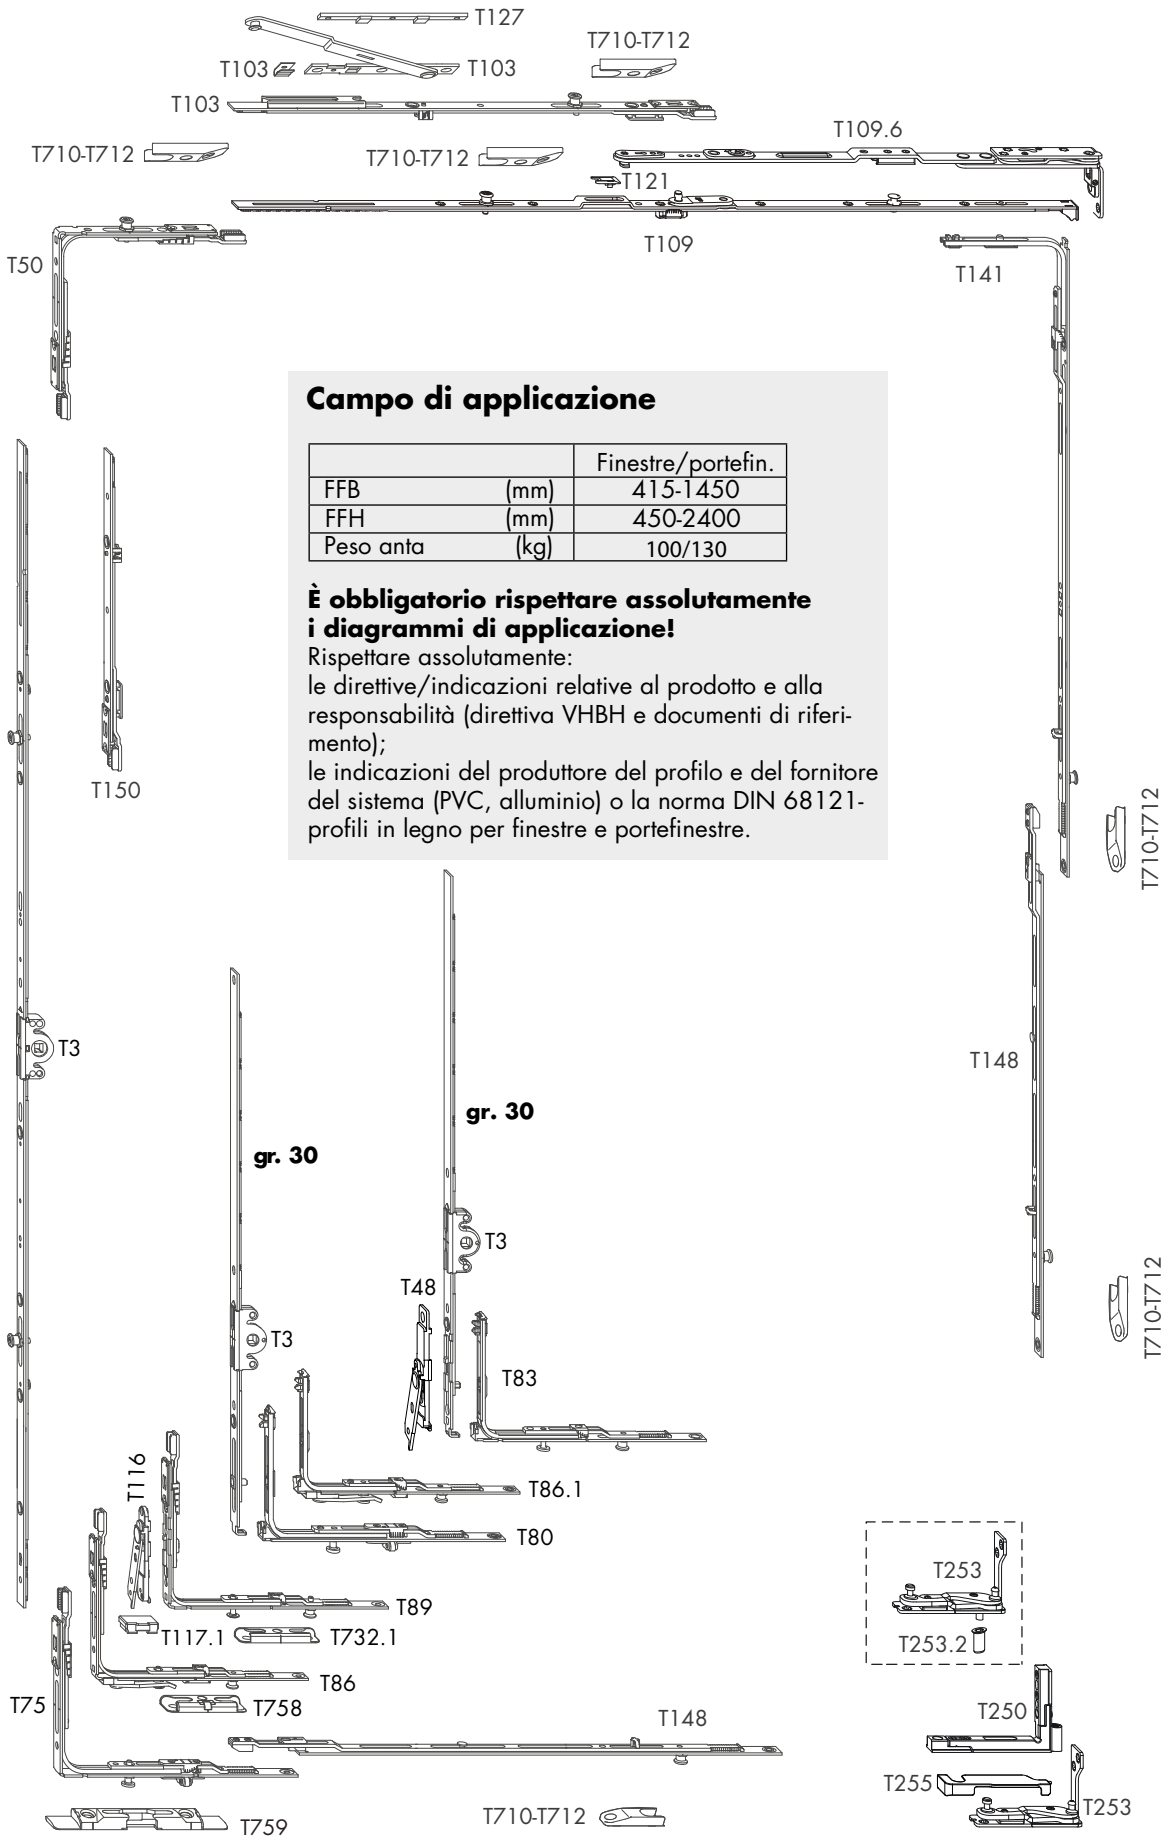 T127
T710-T712
T103
T103
T103
T109.6
T710-T712
T710-T712
T121
T109
T50
T141
Campo di applicazione
Finestre/portefin.
FFB (mm) 415-1450
FFH (mm) 450-2400
Peso anta (kg) 100/130
È obbligatorio rispettare assolutamente
i diagrammi di applicazione!
Rispettare assolutamente:
le direttive/indicazioni relative al prodotto e alla
responsabilità (direttiva VHBH e documenti di riferi-
mento);
le indicazioni del produttore del profilo e del fornitore
del sistema (PVC, alluminio) o la norma DIN 68121-
profili in legno per finestre e portefinestre.
T150
T710-T712
T3
T148
gr. 30
gr. 30
T3
T48
T3
T710-T712
T83
T116
T86.1
T80
T253
T89
T117.1
T732.1
T253.2
T86
T75
T758
T148
T250
T255
T759
T710-T712
T253